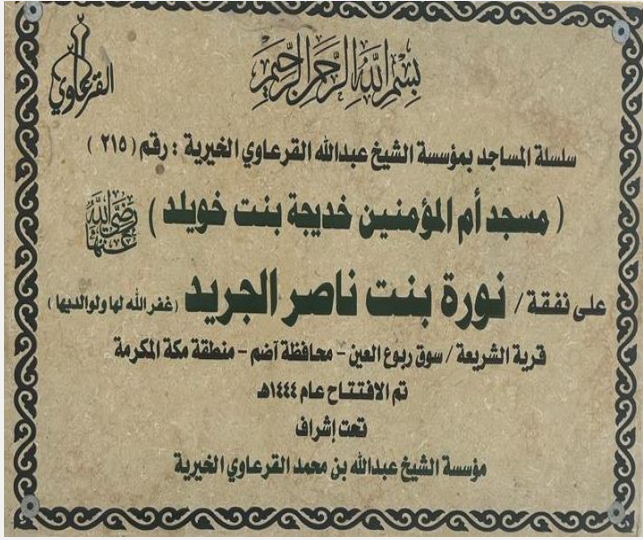 القرعاوي
بسم الله الرحمن الرحيم
سلسلة المساجد بمؤسسة الشيخ عبدالله القرعاوي الخيرية : رقم ( ٢١٥ )
( مسجد أم المؤمنين خديجة بنت خويلد ) رضي الله عنها
على نفقة / نورة بنت ناصر الجريد ( غفر الله لها ولوالديها )
قرية الشريعة / سوق ربوع العين - محافظة آضم - منطقة مكة المكرمة
تم الافتتاح عام ١٤٤٤هـ
تحت إشراف
مؤسسة الشيخ عبدالله بن محمد القرعاوي الخيرية